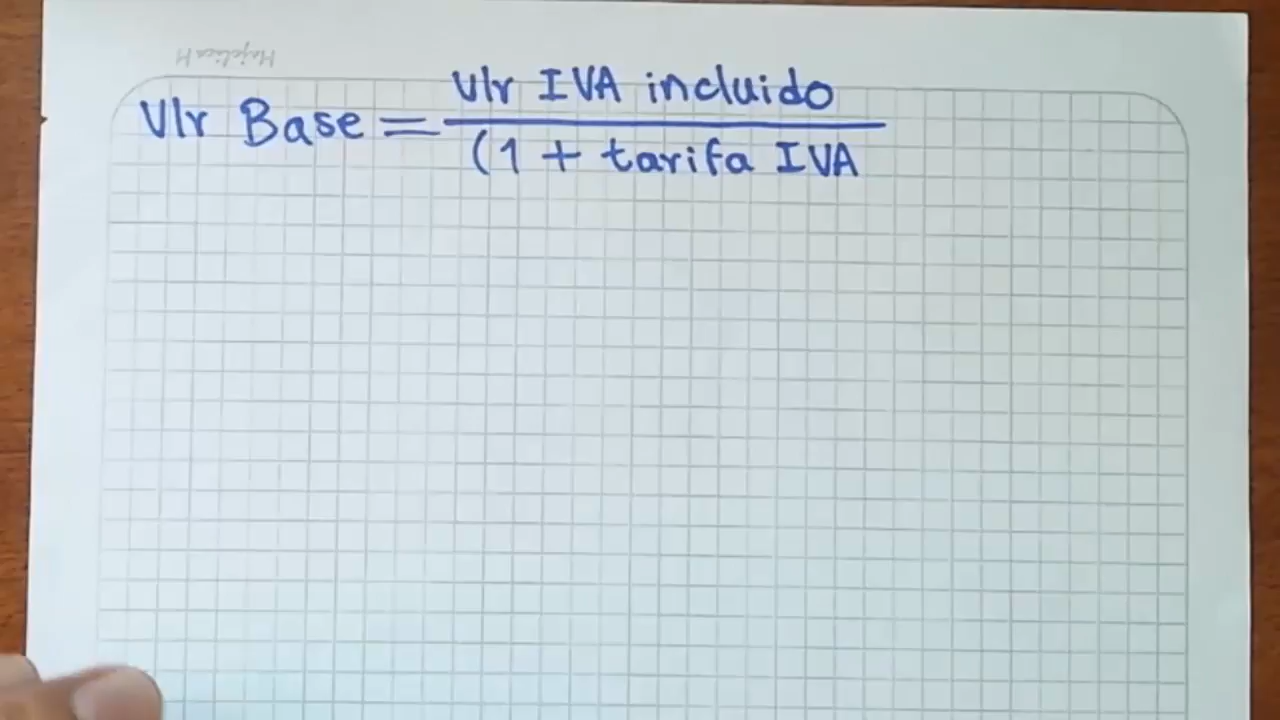 Vlr IVA incluido
Vlr Base =
(1 + tarifa IVA